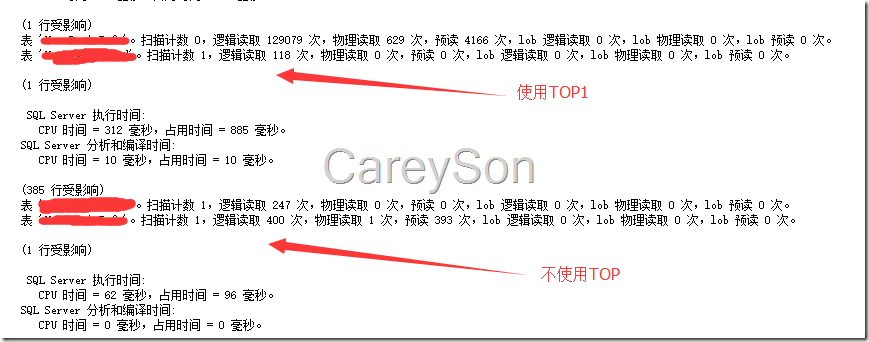 (1 行受影响)
表 '。扫描计数 0，逻辑读取 129079 次，物理读取 629 次，预读 4166 次，lob 逻辑读取 0 次，lob 物理读取 0 次，lob 预读 0 次。
表 '。扫描计数 1，逻辑读取 118 次，物理读取 0 次，预读 0 次，lob 逻辑读取 0 次，lob 物理读取 0 次，lob 预读 0 次。
使用TOP1
(1 行受影响)
SQL Server 执行时间:
CPU 时间 = 312 毫秒，占用时间 = 885 毫秒。
SQL Server 分析和编译时间:
CPU 时间 = 10 毫秒，占用时间 = 10 毫秒。
CareySon
(385 行受影响)
表 。扫描计数 1，逻辑读取 247 次，物理读取 0 次，预读 0 次，lob 逻辑读取 0 次，lob 物理读取 0 次，lob 预读 0 次。
表 。扫描计数 1，逻辑读取 400 次，物理读取 1 次，预读 393 次，lob 逻辑读取 0 次，lob 物理读取 0 次，lob 预读 0 次。
(1 行受影响)
不使用TOP
SQL Server 执行时间:
CPU 时间 = 62 毫秒，占用时间 = 96 毫秒。
SQL Server 分析和编译时间:
CPU 时间 = 0 毫秒，占用时间 = 0 毫秒。